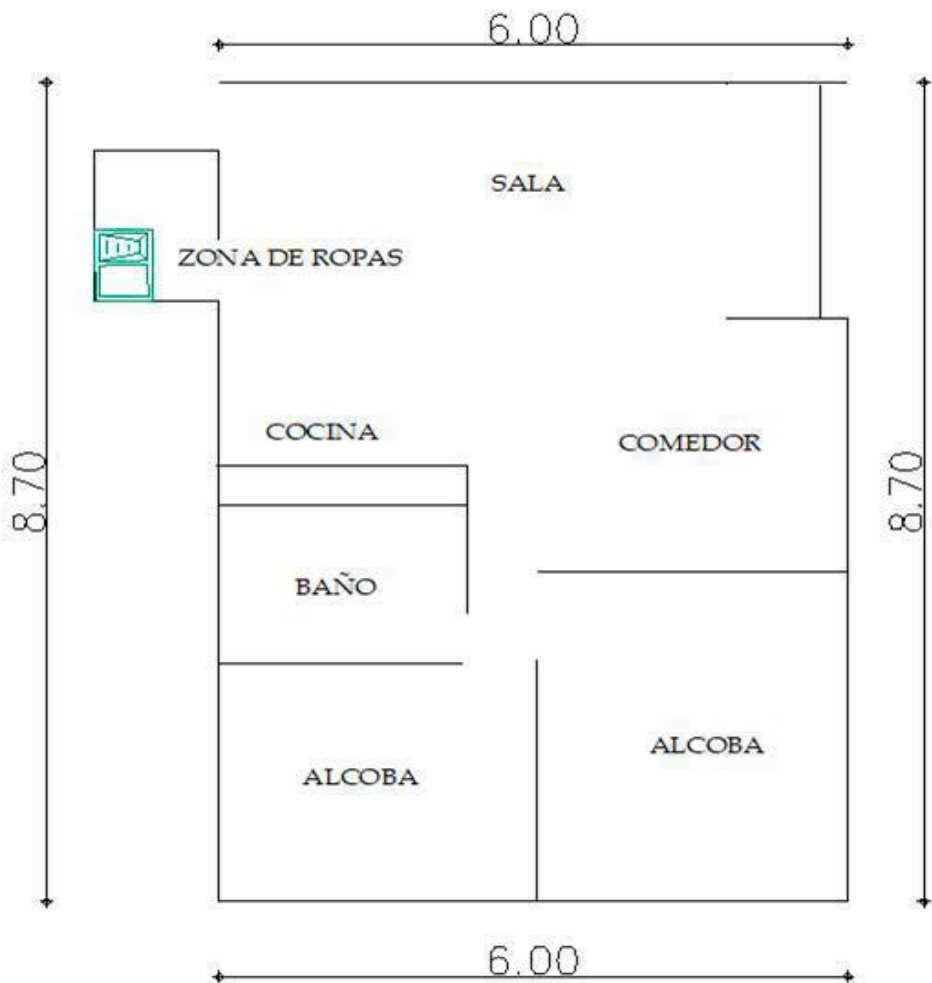 6.00
SALA
ZONA DE ROPAS
COCINA
COMEDOR
8.70
8.70
BAÑO
ALCOBA
ALCOBA
6.00